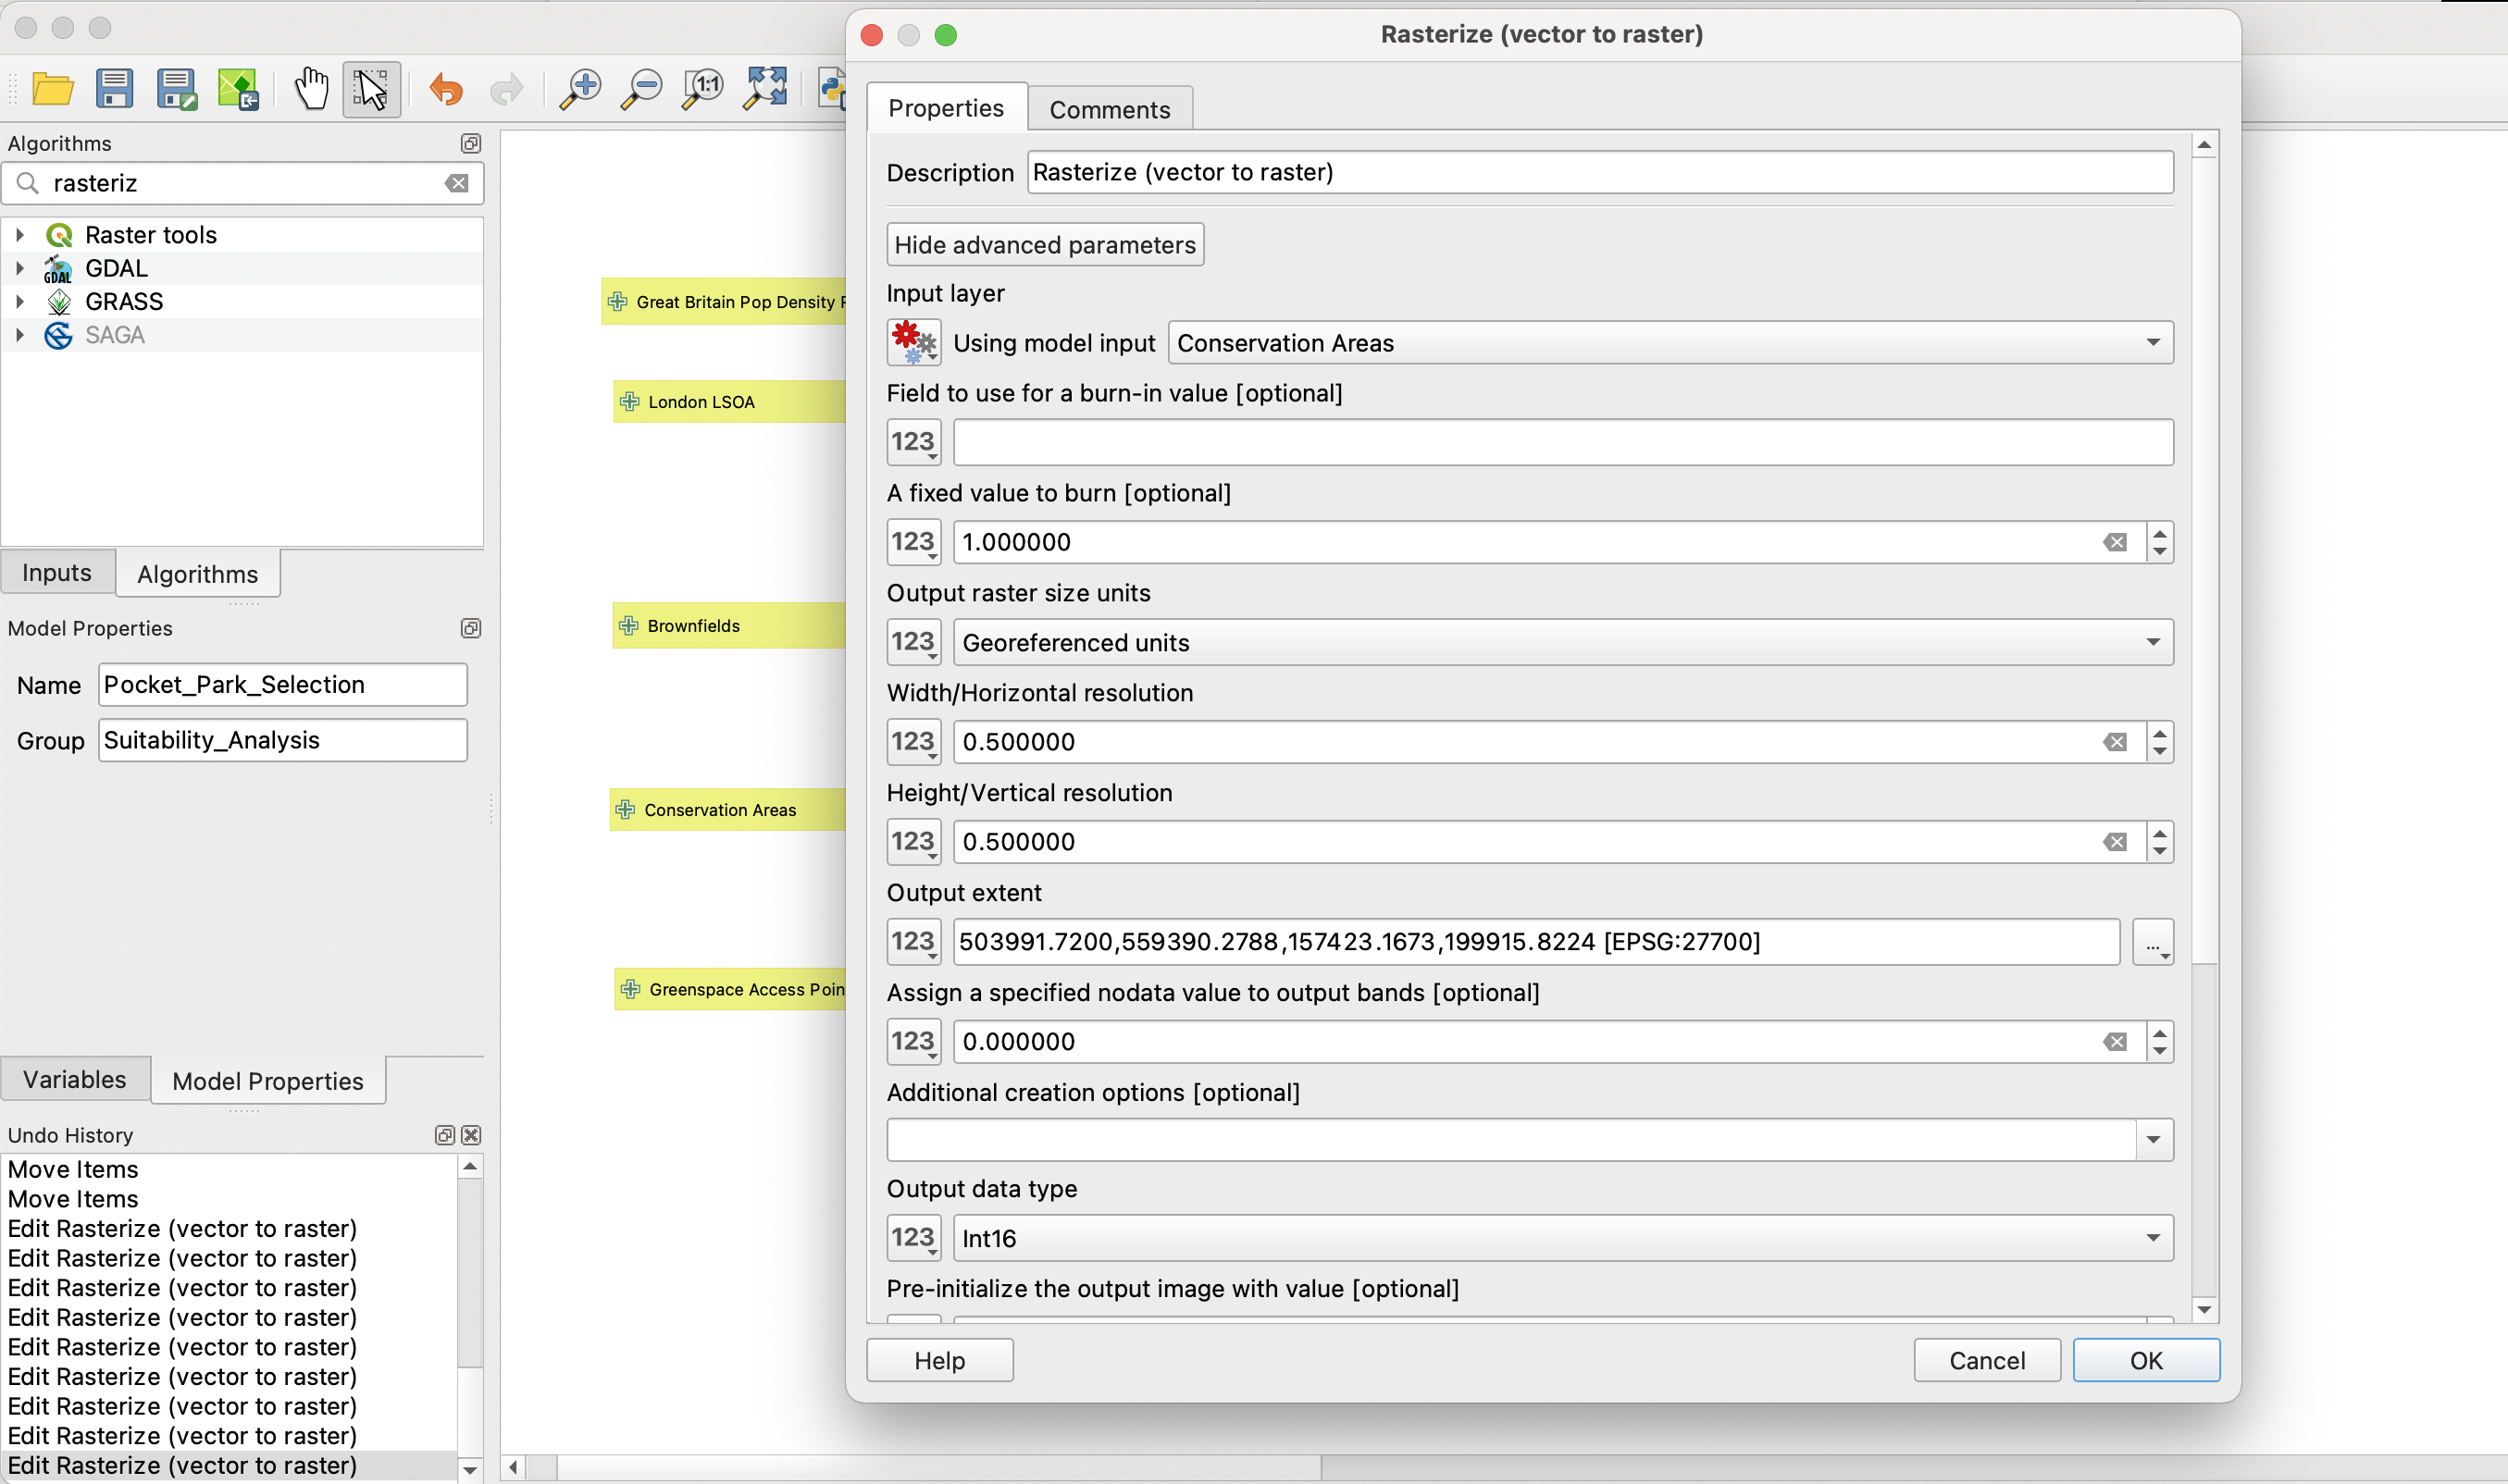 Rasterize (vector to raster)
1:1
Algorithms
rasteriz
Raster tools
GDAL
GDAL
GRASS
SAGA
Inputs
Algorithms
Model Properties
Name
Pocket_Park_Selection
Group
Suitability_Analysis
Variables
Model Properties
Undo History
Move Items
Move Items
Edit Rasterize (vector to raster)
Edit Rasterize (vector to raster)
Edit Rasterize (vector to raster)
Edit Rasterize (vector to raster)
Edit Rasterize (vector to raster)
Edit Rasterize (vector to raster)
Edit Rasterize (vector to raster)
Edit Rasterize (vector to raster)
Edit Rasterize (vector to raster)
Great Britain Pop Density
London LSOA
Brownfields
Conservation Areas
Greenspace Access Poin
Properties
Comments
Description
Rasterize (vector to raster)
Hide advanced parameters
Input layer
Using model input
Conservation Areas
Field to use for a burn-in value [optional]
123
A fixed value to burn [optional]
123
1.000000
Output raster size units
123
Georeferenced units
Width/Horizontal resolution
123
0.500000
Height/Vertical resolution
123
0.500000
Output extent
123
503991.7200,559390.2788,157423.1673,199915.8224 [EPSG:27700]
...
Assign a specified nodata value to output bands [optional]
123
0.000000
Additional creation options [optional]
Output data type
123
Int16
Pre-initialize the output image with value [optional]
Help
Cancel
OK